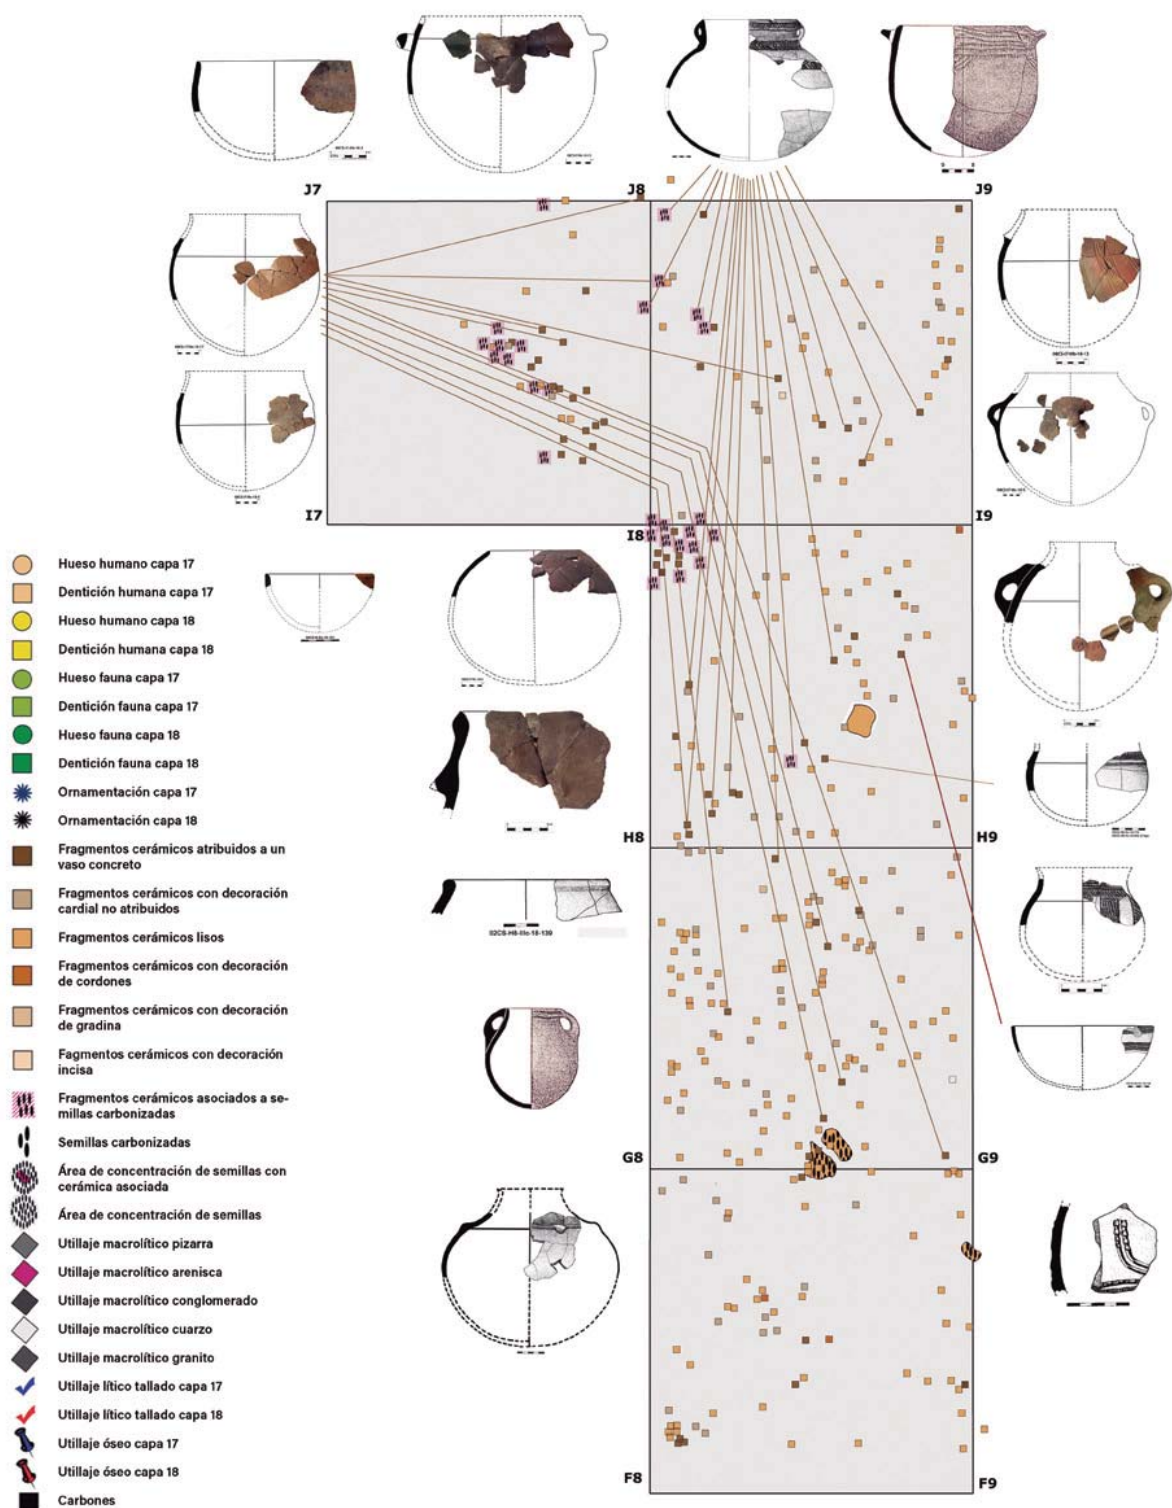 J7
J8
J9
I7
I8
I9
H8
H9
II2CS-H8-IIIc-18-139
G8
G9
F8
F9
Hueso humano capa 17
Dentición humana capa 17
Hueso humano capa 18
Dentición humana capa 18
Hueso fauna capa 17
Dentición fauna capa 17
Hueso fauna capa 18
Dentición fauna capa 18
Ornamentación capa 17
Ornamentación capa 18
Fragmentos cerámicos atribuidos a un
vaso concreto
Fragmentos cerámicos con decoración
cardial no atribuidos
Fragmentos cerámicos lisos
Fragmentos cerámicos con decoración
de cordones
Fragmentos cerámicos con decoración
de gradina
Fagmentos cerámicos con decoración
incisa
Fragmentos cerámicos asociados a se-
millas carbonizadas
Semillas carbonizadas
Área de concentración de semillas con
cerámica asociada
Área de concentración de semillas
Utillaje macrolítico pizarra
Utillaje macrolítico arenisca
Utillaje macrolítico conglomerado
Utillaje macrolítico cuarzo
Utillaje macrolítico granito
Utillaje lítico tallado capa 17
Utillaje lítico tallado capa 18
Utillaje óseo capa 17
Utillaje óseo capa 18
Carbones